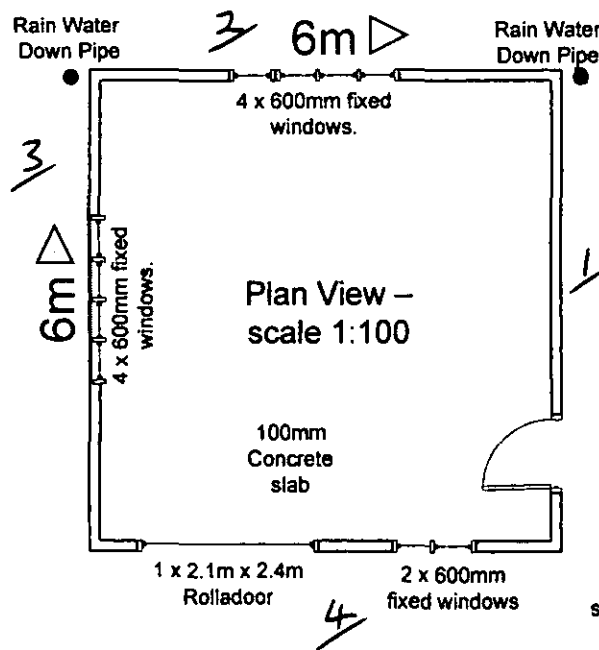 Rain Water
Down Pipe
3
6m
Rain Water
Down Pipe
4 x 600mm fixed
windows.
3
6m
4 x 600mm fixed
windows.
1
Plan View –
scale 1:100
100mm
Concrete
slab
1 x 2.1m x 2.4m
Rolladoor
2 x 600mm
fixed windows
4
s